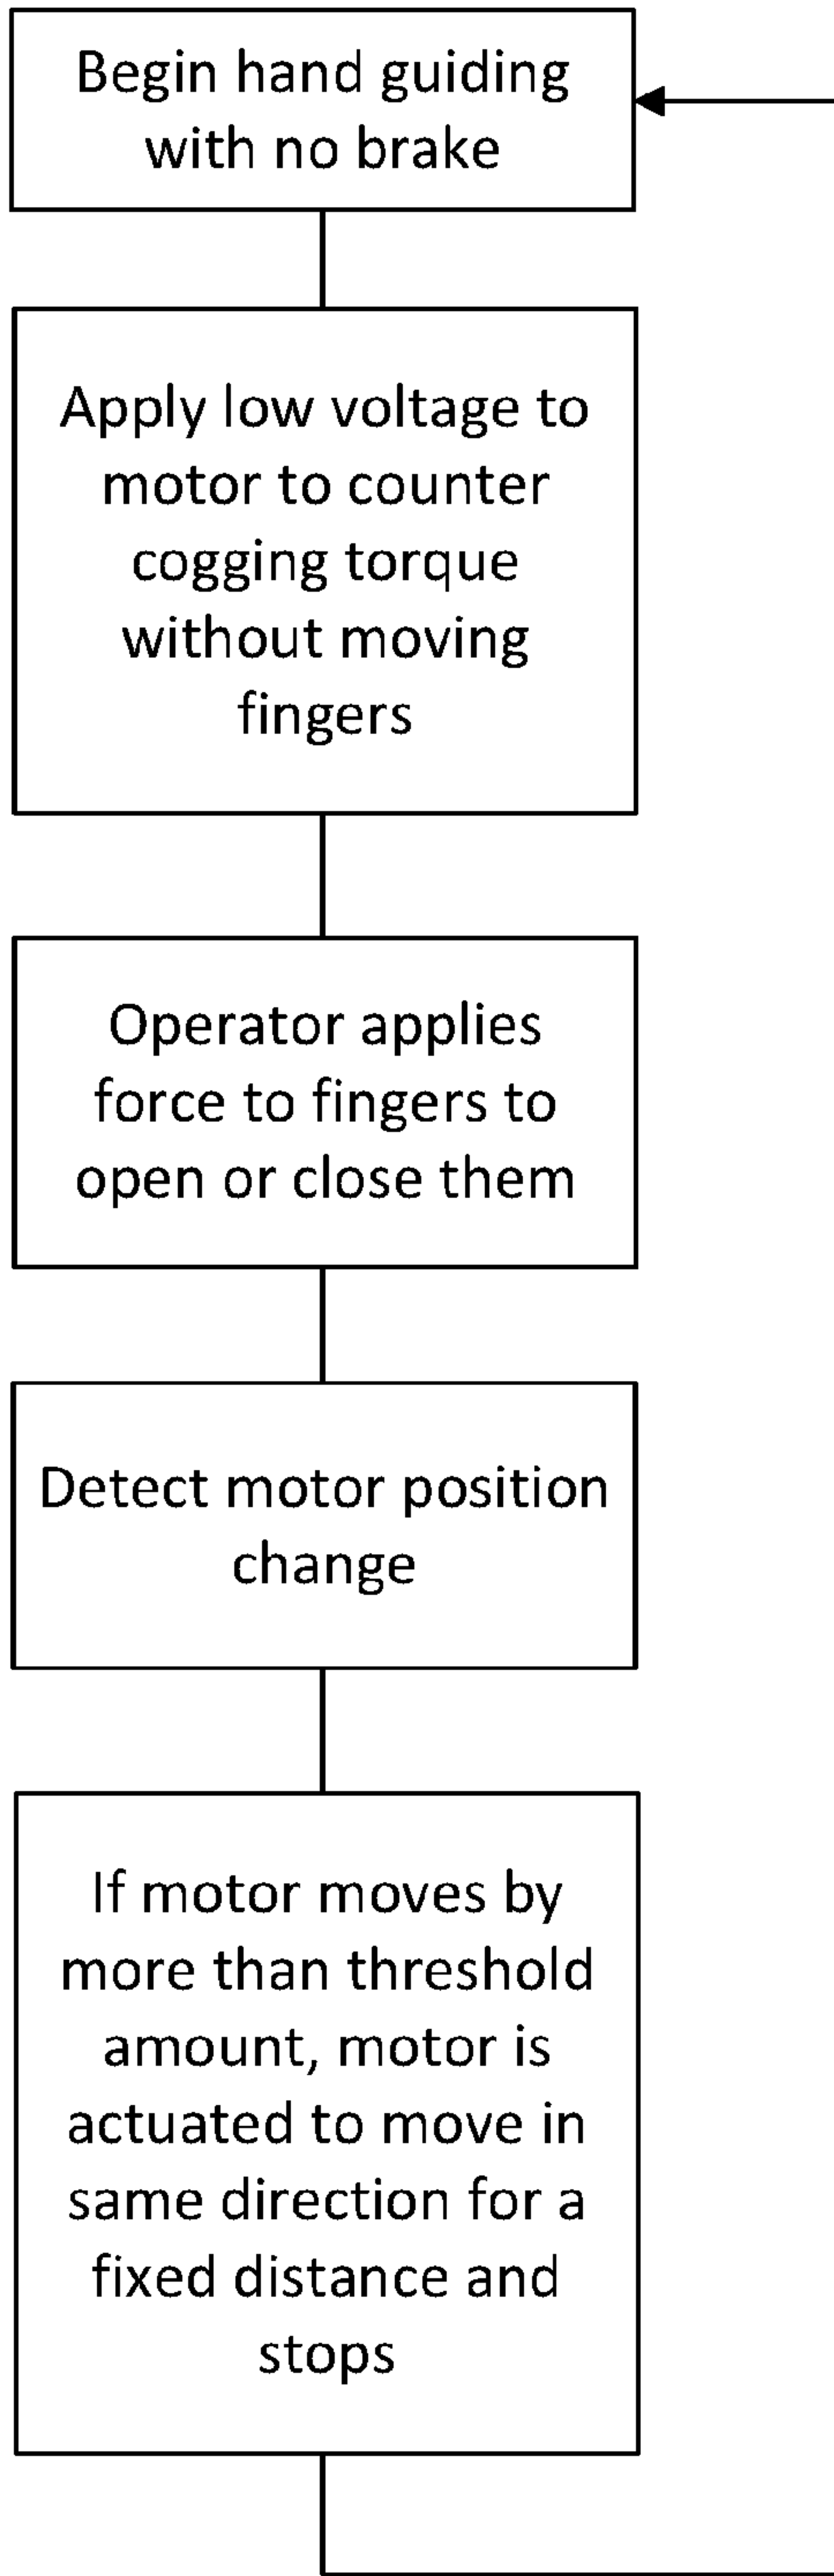 Begin hand guiding
with no brake
Apply low voltage to
motor to counter
cogging torque
without moving
fingers
Operator applies
force to fingers to
open or close them
Detect motor position
change
If motor moves by
more than threshold
amount, motor is
actuated to move in
same direction for a
fixed distance and
stops